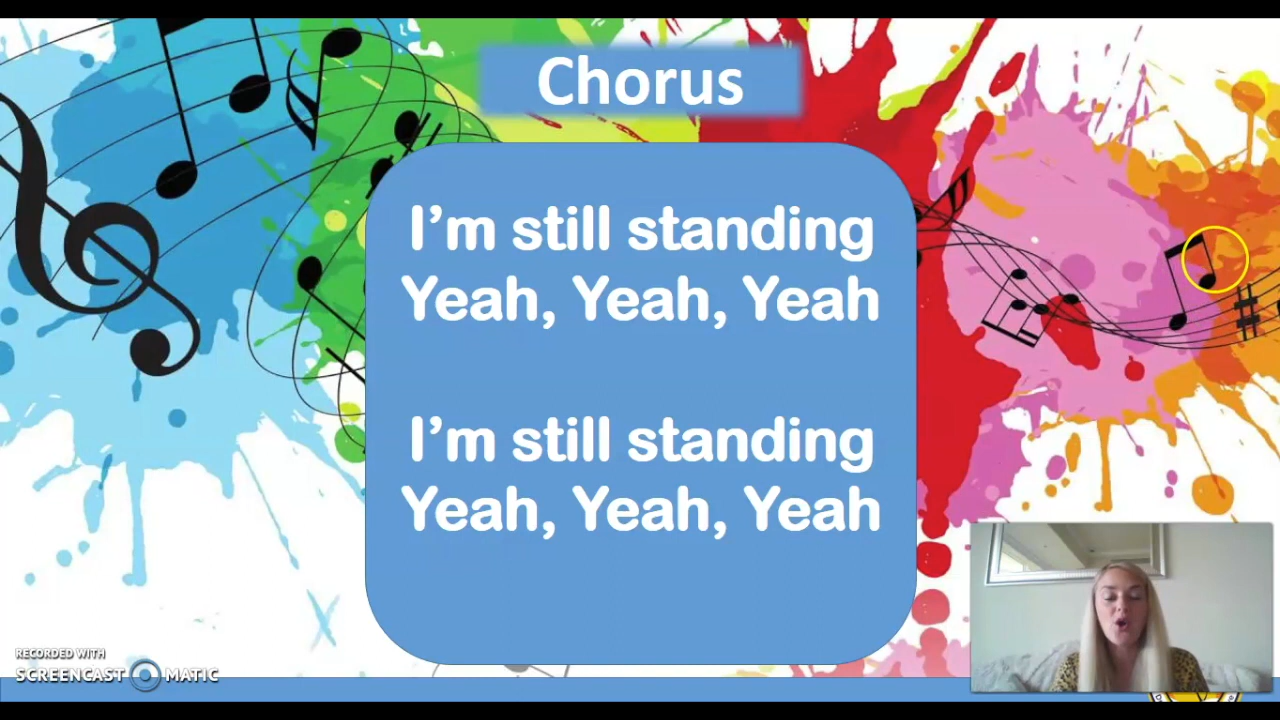 Chorus
I'm still standing
Yeah, Yeah, Yeah
I'm still standing
Yeah, Yeah, Yeah
RECORDED WITH
SCREENCAST MATIC